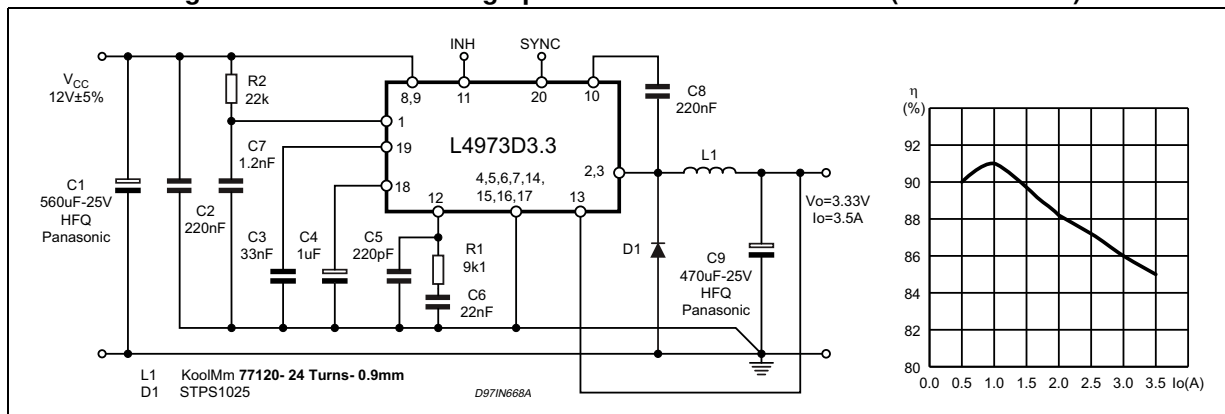 INH
SYNC
VCC
12V±5%
R2
22k
8,9
11
20
10
C8
220nF
1
19
18
L4973D3.3
2,3
L1
C7
1.2nF
C1
560uF-25V
HFQ
Panasonic
C2
220nF
4,5,6,7,14,
15,16,17
12
13
Vo=3.33V
Io=3.5A
C3
33nF
C4
1uF
C5
220pF
R1
9k1
C6
22nF
D1
C9
470uF-25V
HFQ
Panasonic
L1 KoolMm 77120- 24 Turns- 0.9mm
D1 STPS1025
D97IN668A
η
(%)
92
90
88
86
84
82
80
0.0 0.5 1.0 1.5 2.0 2.5 3.0 3.5 Io(A)